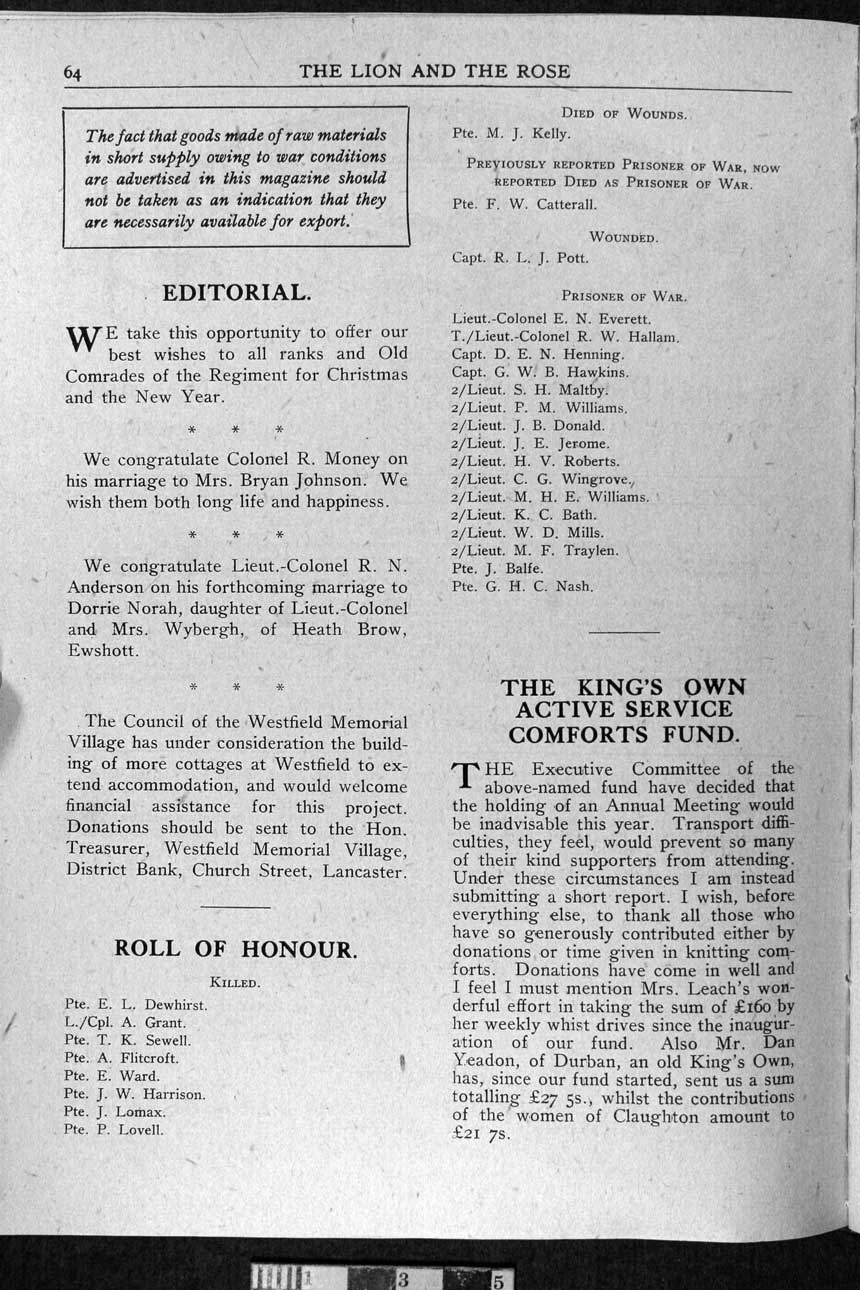 64
THE LION AND THE ROSE
The fact that goods made of raw materials
in short supply owing to war conditions
are advertised in this magazine should
not be taken as an indication that they
are necessarily available for export.
EDITORIAL.
WE take this opportunity to offer our
best wishes to all ranks and Old
Comrades of the Regiment for Christmas
and the New Year.
* * *
We congratulate Colonel R. Money on
his marriage to Mrs. Bryan Johnson. We
wish them both long life and happiness.
* * *
We congratulate Lieut.-Colonel R. N.
Anderson on his forthcoming marriage to
Dorrie Norah, daughter of Lieut.-Colonel
and Mrs. Wybergh, of Heath Brow,
Ewshott.
* * *
The Council of the Westfield Memorial
Village has under consideration the build-
ing of more cottages at Westfield to ex-
tend accommodation, and would welcome
financial assistance for this project.
Donations should be sent to the Hon.
Treasurer, Westfield Memorial Village,
District Bank, Church Street, Lancaster.
ROLL OF HONOUR.
KILLED.
Pte. E. L. Dewhirst.
L./Cpl. A. Grant.
Pte. T. K. Sewell.
Pte. A. Flitcroft.
Pte. E. Ward.
Pte. J. W. Harrison.
Pte. J. Lomax.
Pte. P. Lovell.
DIED OF WOUNDS.
Pte. M. J. Kelly.
PREVIOUSLY REPORTED PRISONER OF WAR, NOW
REPORTED DIED AS PRISONER OF WAR.
Pte. F. W. Catterall.
WOUNDED.
Capt. R. L. J. Pott.
PRISONER OF WAR.
Lieut.-Colonel E. N. Everett.
T./Lieut.-Colonel R. W. Hallam.
Capt. D. E. N. Henning.
Capt. G. W. B. Hawkins.
2/Lieut. S. H. Maltby.
2/Lieut. P. M. Williams.
2/Lieut. J. B. Donald.
2/Lieut. J. E. Jerome.
2/Lieut. H. V. Roberts.
2/Lieut. C. G. Wingrove.
2/Lieut. M. H. E. Williams.
2/Lieut. K. C. Bath.
2/Lieut. W. D. Mills.
2/Lieut. M. F. Traylen.
Pte. J. Balfe.
Pte. G. H. C. Nash.
THE KING'S OWN
ACTIVE SERVICE
COMFORTS FUND.
THE Executive Committee of the
above-named fund have decided that
the holding of an Annual Meeting would
be inadvisable this year. Transport diffi-
culties, they feel, would prevent so many
of their kind supporters from attending.
Under these circumstances I am instead
submitting a short report. I wish, before
everything else, to thank all those who
have so generously contributed either by
donations or time given in knitting com-
forts. Donations have come in well and
I feel I must mention Mrs. Leach's won-
derful effort in taking the sum of £160 by
her weekly whist drives since the inaugur-
ation of our fund. Also Mr. Dan
Yeadon, of Durban, an old King's Own,
has, since our fund started, sent us a sum
totalling £27 5s., whilst the contributions
of the women of Claughton amount to
£21 7s.
1 3 5